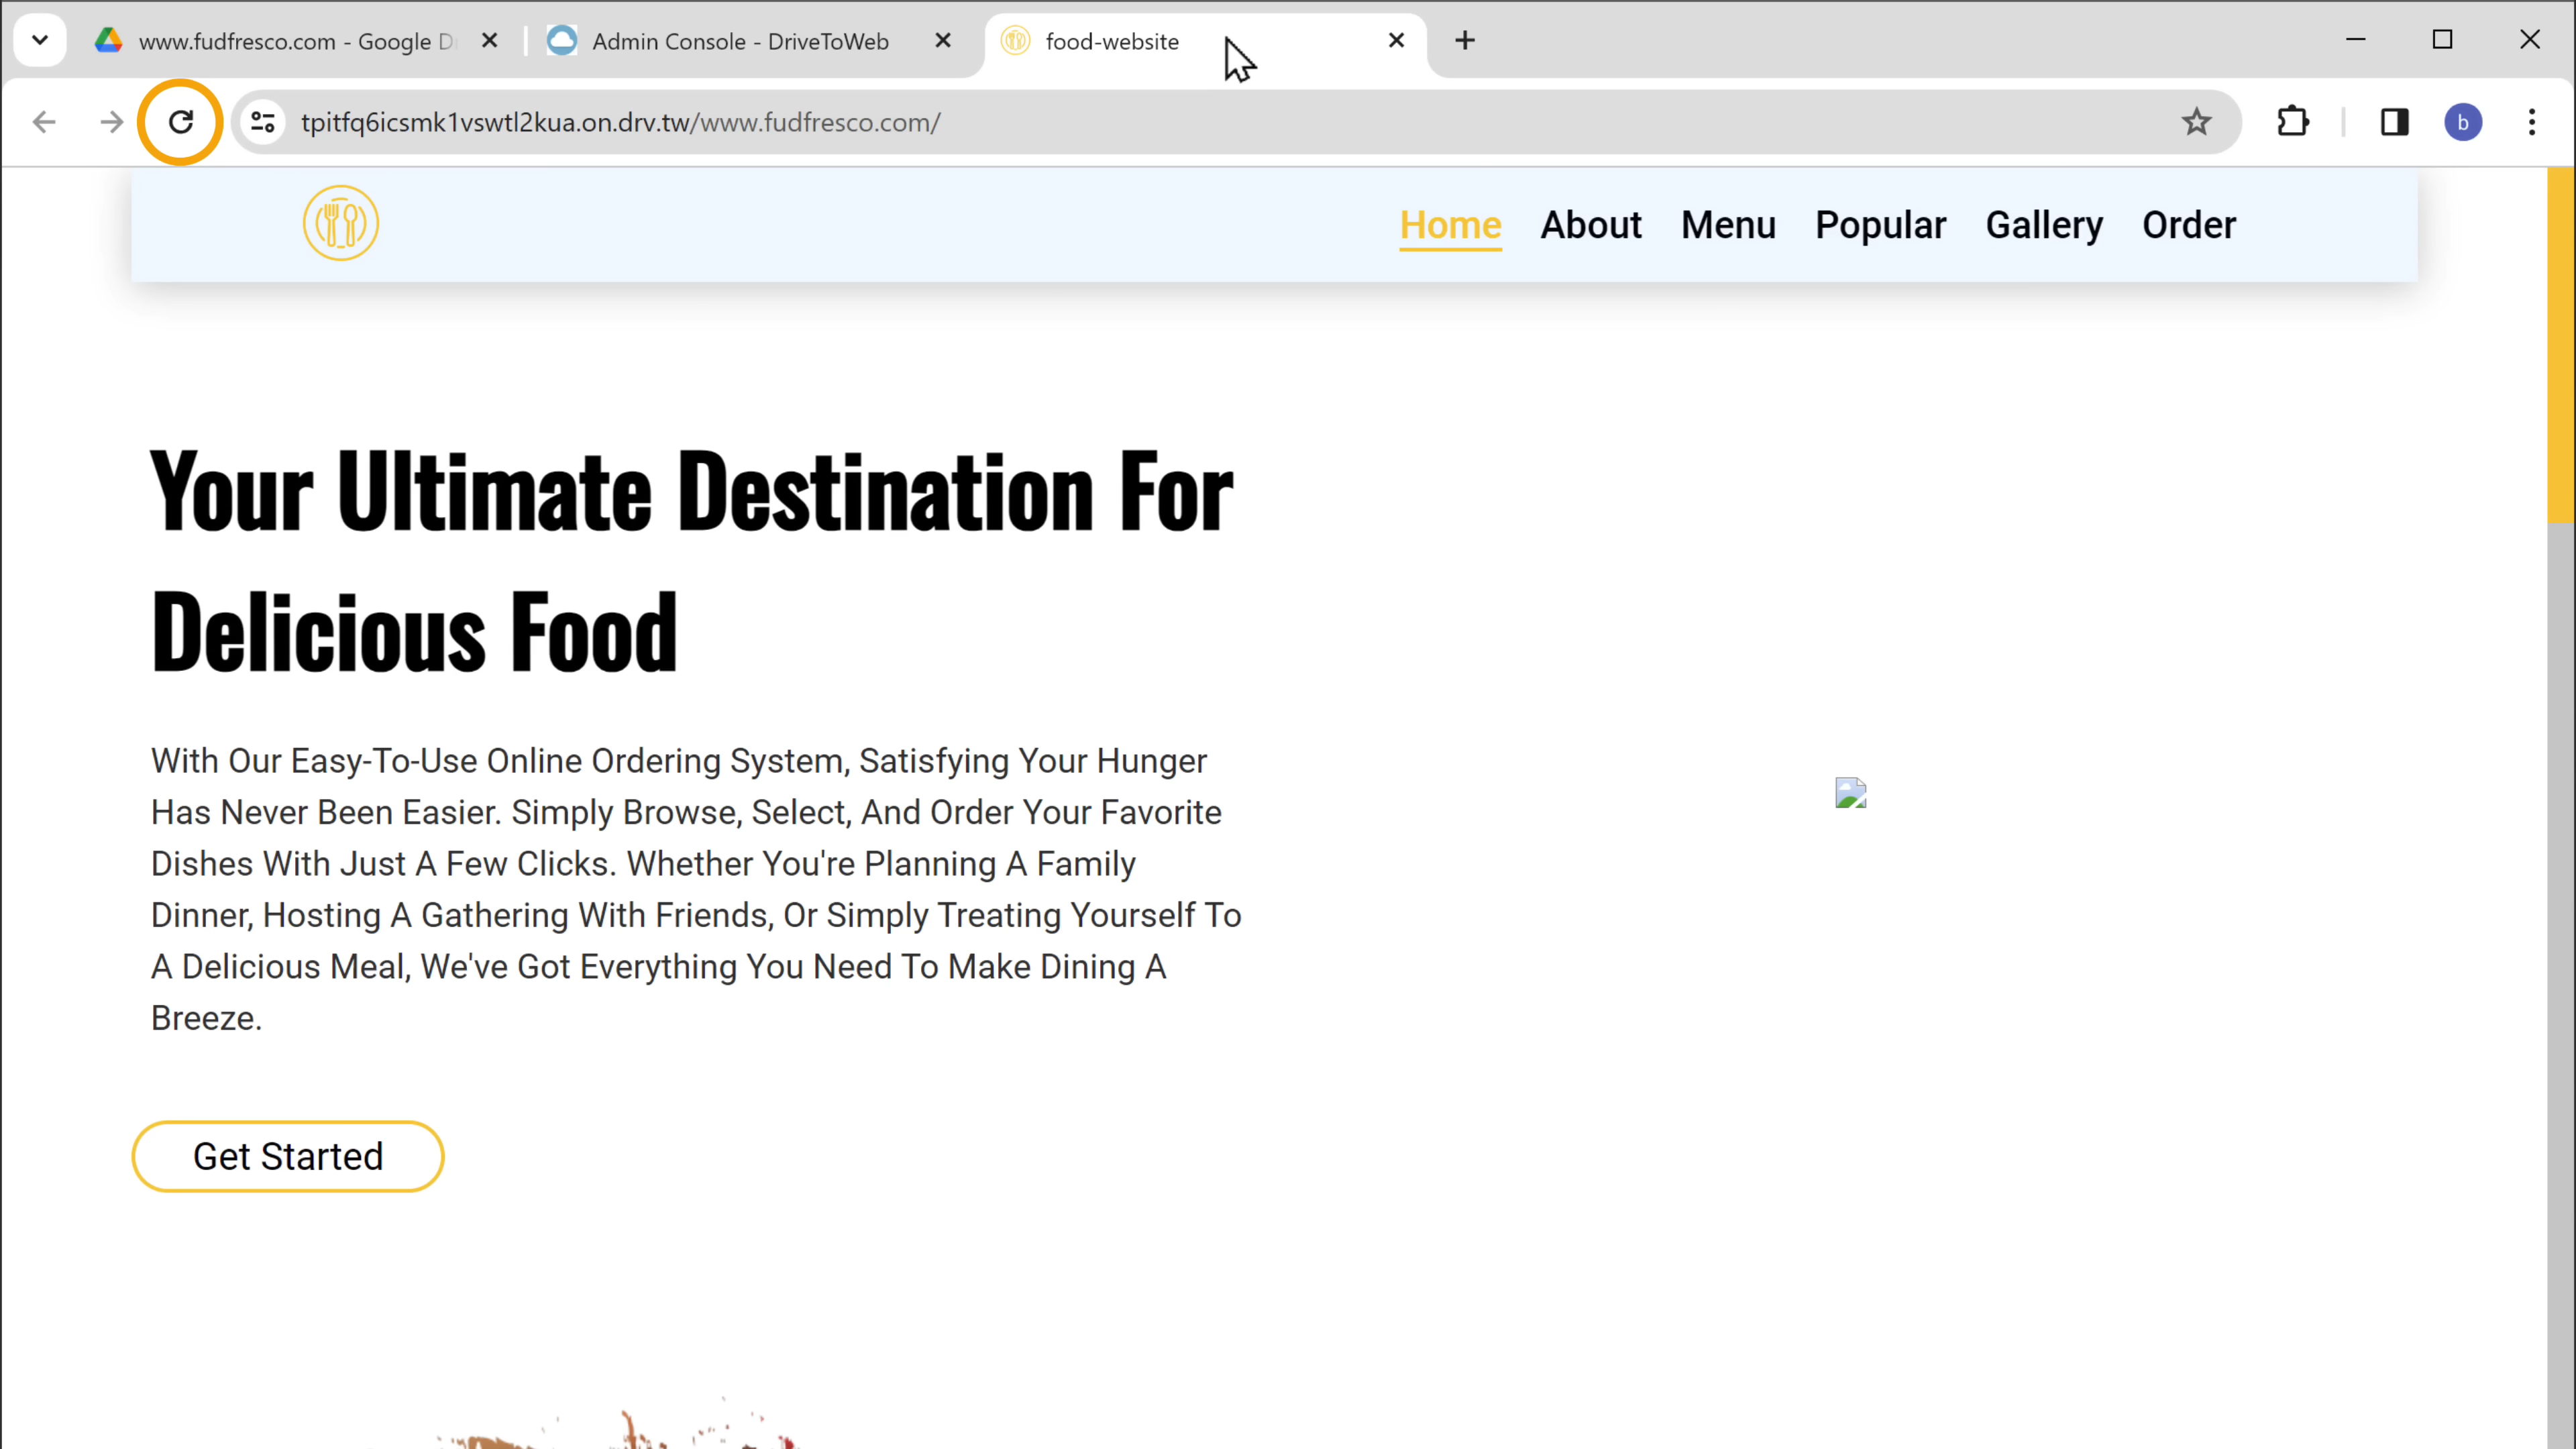 www.fudfresco.com - Google D
Admin Console - DriveToWeb
food-website
tpitfq6icsmk1vswtl2kua.on.drv.tw/www.fudfresco.com/
b
Home About Menu Popular Gallery Order
Your Ultimate Destination For
Delicious Food
With Our Easy-To-Use Online Ordering System, Satisfying Your Hunger
Has Never Been Easier. Simply Browse, Select, And Order Your Favorite
Dishes With Just A Few Clicks. Whether You're Planning A Family
Dinner, Hosting A Gathering With Friends, Or Simply Treating Yourself To
A Delicious Meal, We've Got Everything You Need To Make Dining A
Breeze.
Get Started